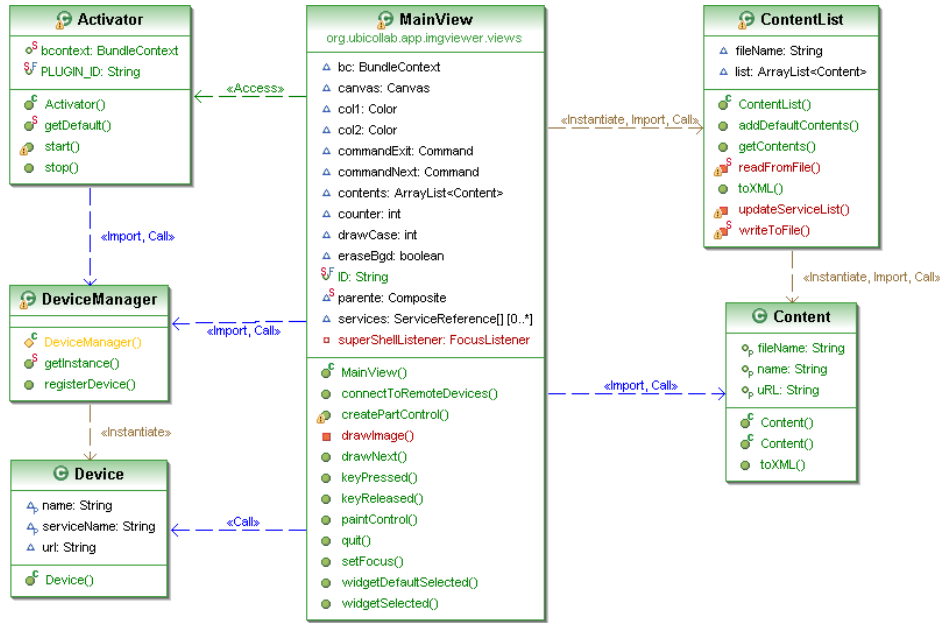 Activator
bcontext: BundleContext
PLUGIN_ID: String
Activator()
getDefault()
start()
stop()
«Access»
«Import, Call»
DeviceManager
DeviceManager()
getInstance()
registerDevice()
«Instantiate»
Device
name: String
serviceName: String
url: String
Device()
MainView
org.ubicollab.app.imgviewer.views
bc: BundleContext
canvas: Canvas
col1: Color
col2: Color
commandExit: Command
commandNext: Command
contents: ArrayList<Content>
counter: int
drawCase: int
eraseBgd: boolean
ID: String
parente: Composite
services: ServiceReference[] [0..*]
superShellListener: FocusListener
MainView()
connectToRemoteDevices()
createPartControl()
drawImage()
drawNext()
keyPressed()
keyReleased()
paintControl()
quit()
setFocus()
widgetDefaultSelected()
widgetSelected()
«Import, Call»
«Call»
«Instantiate, Import, Call»
«Import, Call»
ContentList
fileName: String
list: ArrayList<Content>
ContentList()
addDefaultContents()
getContents()
readFromFile()
toXML()
updateServiceList()
writeToFile()
«Instantiate, Import, Call»
Content
fileName: String
name: String
uRL: String
Content()
Content()
toXML()